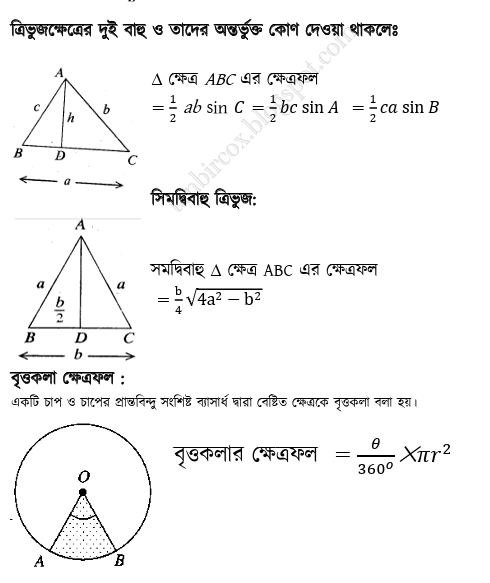 ত্রিভুজক্ষেত্রের দুই বাহু ও তাদের অন্তর্ভুক্ত কোণ দেওয়া থাকলেঃ
A
c
h
b
B
D
C
a
Δ ক্ষেত্র ABC এর ক্ষেত্রফল
= 1/2 ab sin C = 1/2 bc sin A = 1/2 ca sin B
সিমদ্বিবাহু ত্রিভুজ:
A
a
a
b/2
B
D
C
b
সমদ্বিবাহু Δ ক্ষেত্র ABC এর ক্ষেত্রফল
= b/4 √(4a² − b²)
বৃত্তকলা ক্ষেত্রফল :
একটি চাপ ও চাপের প্রান্তবিন্দু সংশিষ্ট ব্যাসার্ধ দ্বারা বেষ্টিত ক্ষেত্রকে বৃত্তকলা বলা হয়।
O
A
B
বৃত্তকলার ক্ষেত্রফল = θ/360° × πr²